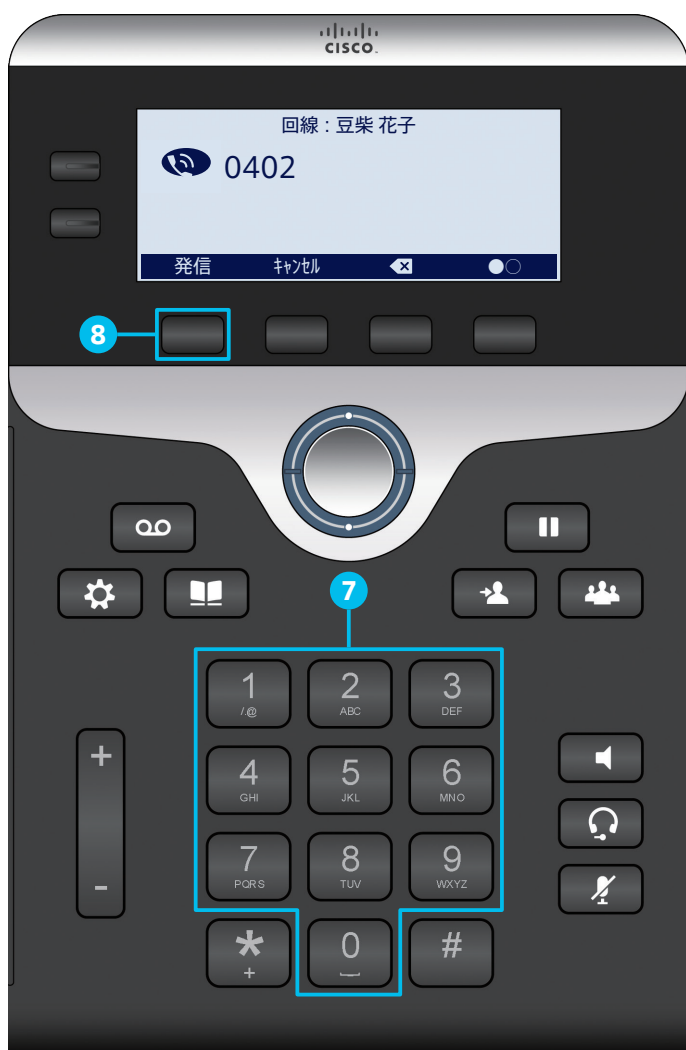 CISCO
回線 : 豆柴 花子
0402
発信 ｷｬﾝｾﾙ
8
7
1 2 3
/.@ ABC DEF
4 5 6
GHI JKL MNO
7 8 9
PQRS TUV WXYZ
* 0 #
+
+
-